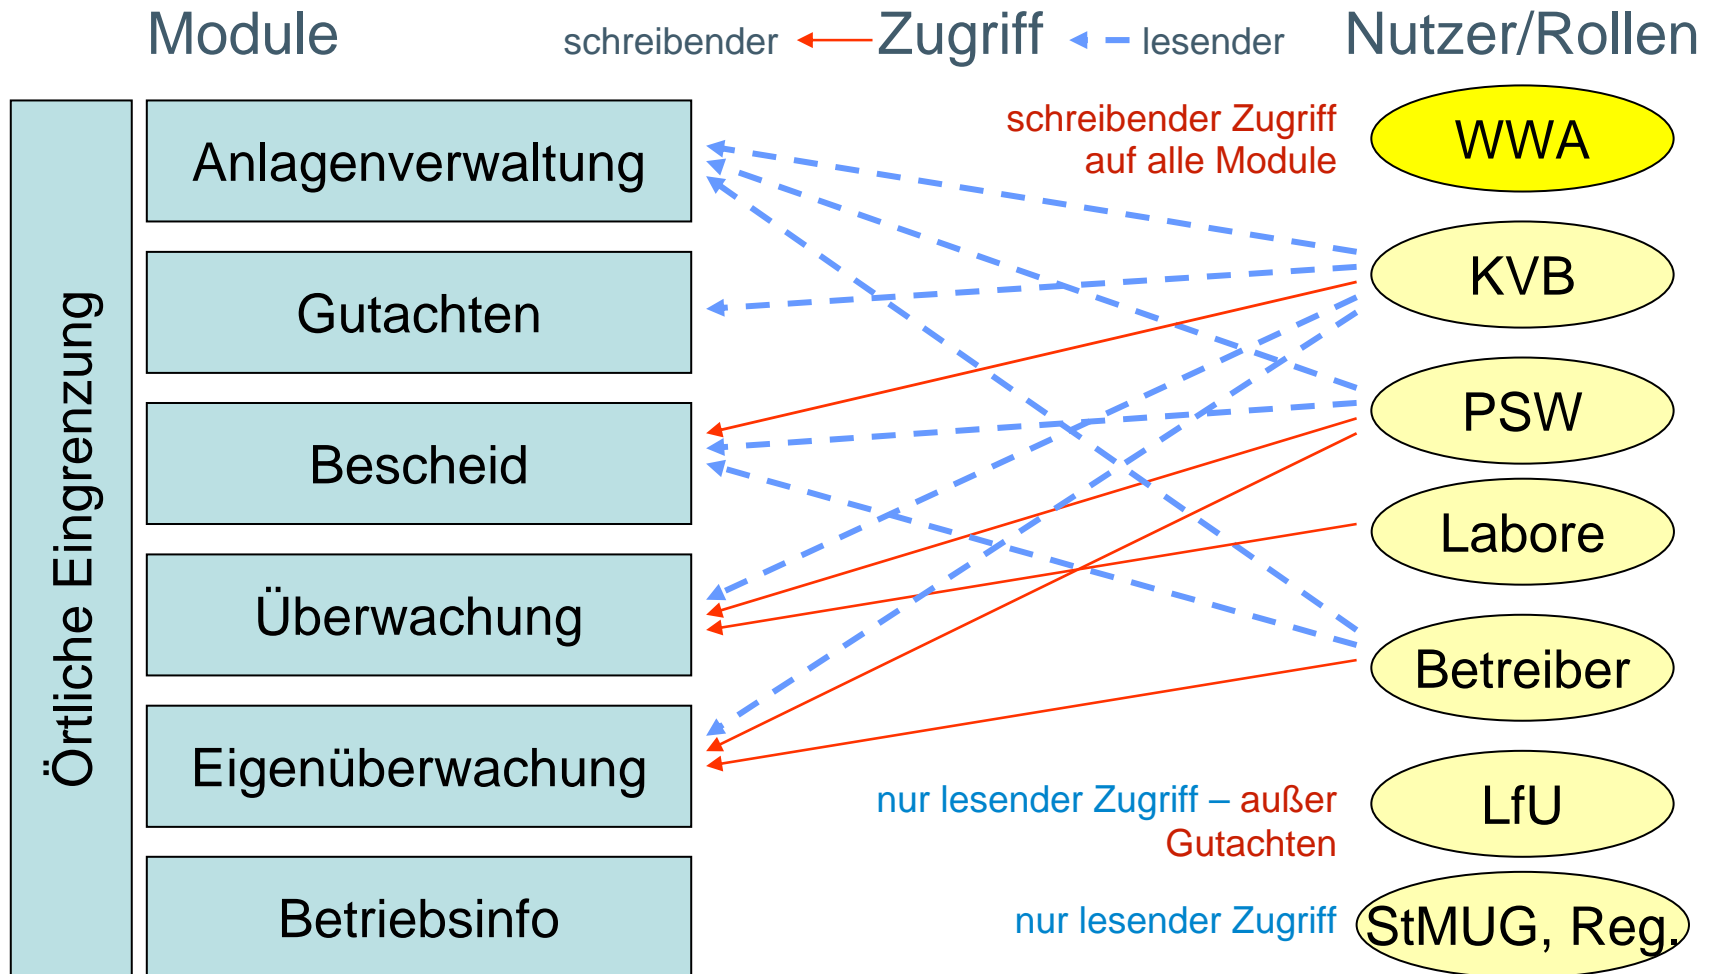 Module
schreibender Zugriff lesender
Nutzer/Rollen
Örtliche Eingrenzung
Anlagenverwaltung
Gutachten
Bescheid
Überwachung
Eigenüberwachung
Betriebsinfo
schreibender Zugriff
auf alle Module
WWA
KVB
PSW
Labore
Betreiber
nur lesender Zugriff – außer
Gutachten
LfU
nur lesender Zugriff
StMUG, Reg.